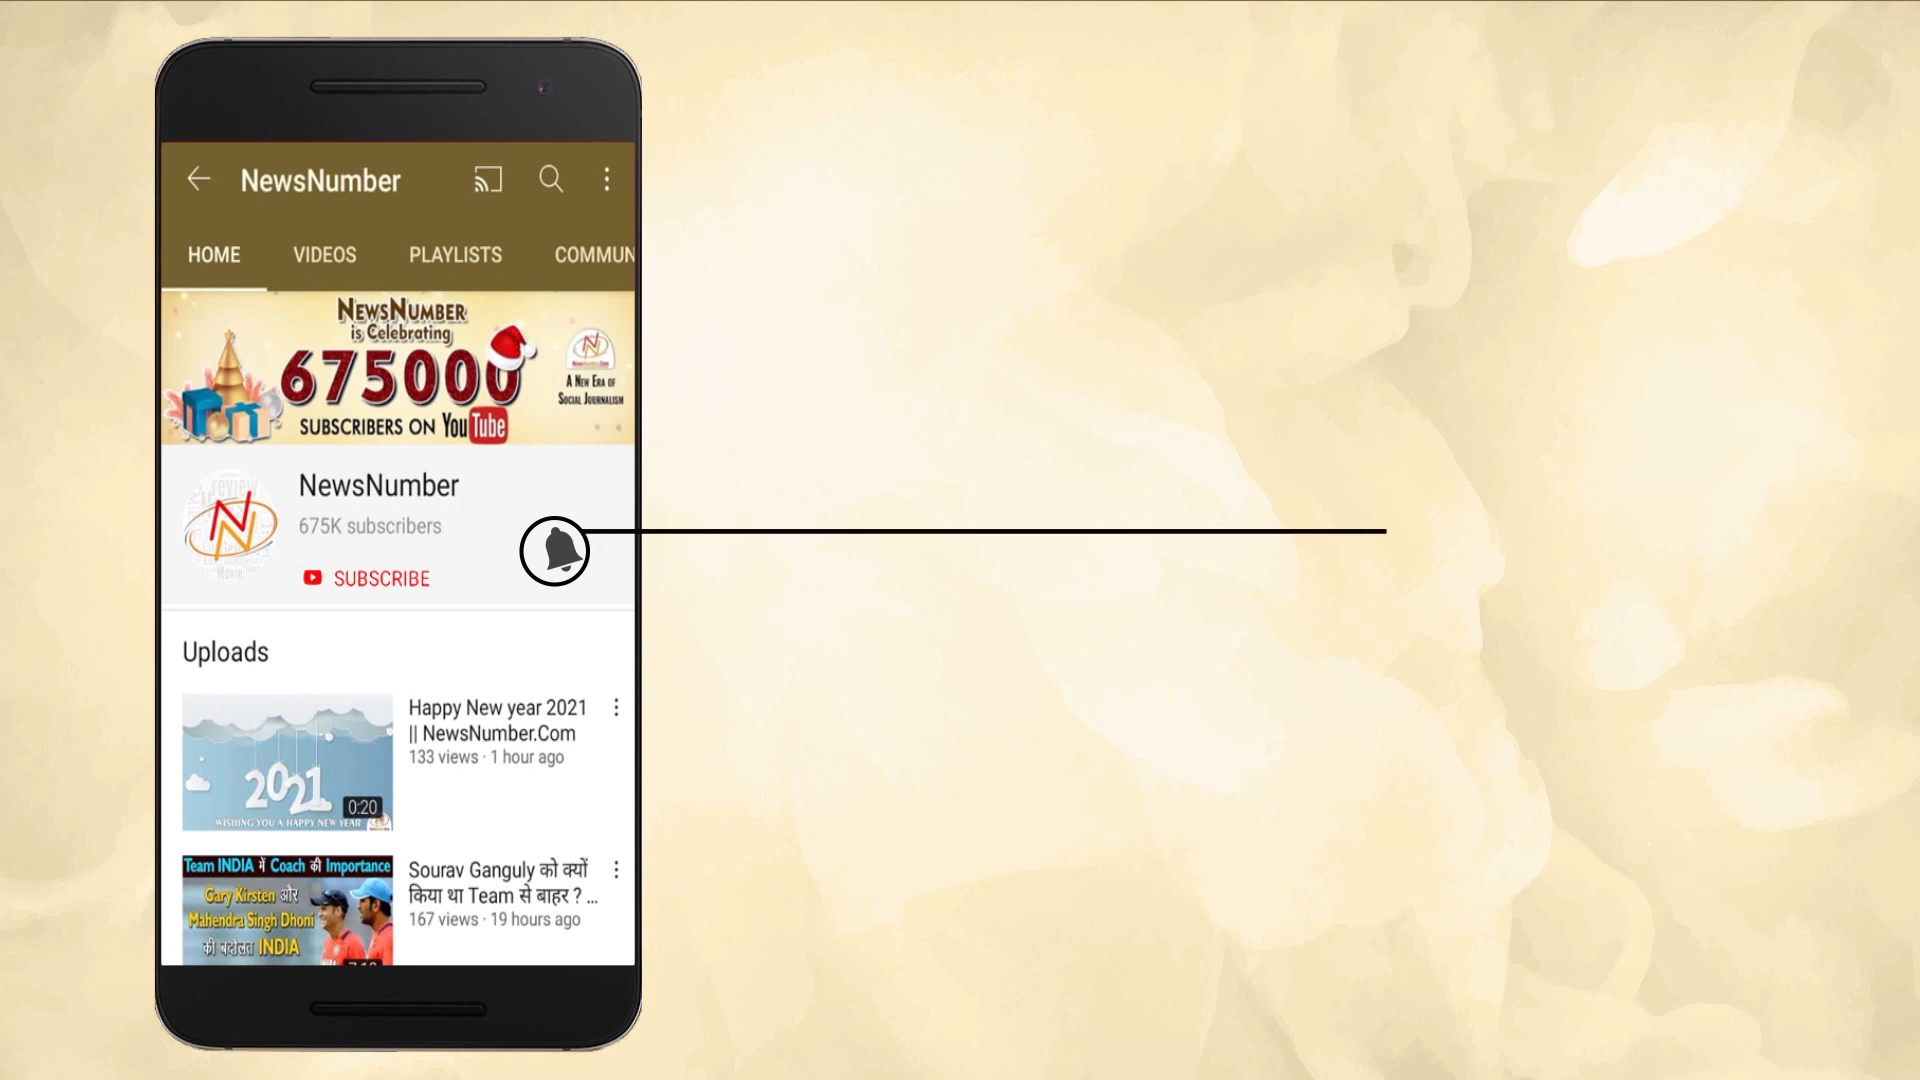 NewsNumber
HOME VIDEOS PLAYLISTS COMMUN
NEWSNUMBER
is Celebrating
675000
SUBSCRIBERS ON YouTube
A NEW ERA OF
SOCIAL JOURNALISM
NewsNumber
675K subscribers
SUBSCRIBE
Uploads
Happy New year 2021
|| NewsNumber.Com
133 views · 1 hour ago
2021
0:20
WISHING YOU A HAPPY NEW YEAR
Sourav Ganguly को क्यों
किया था Team से बाहर ? ...
167 views · 19 hours ago
Team INDIA में Coach की Importance
Gary Kirsten और
Mahendra Singh Dhoni
की बदौलत INDIA